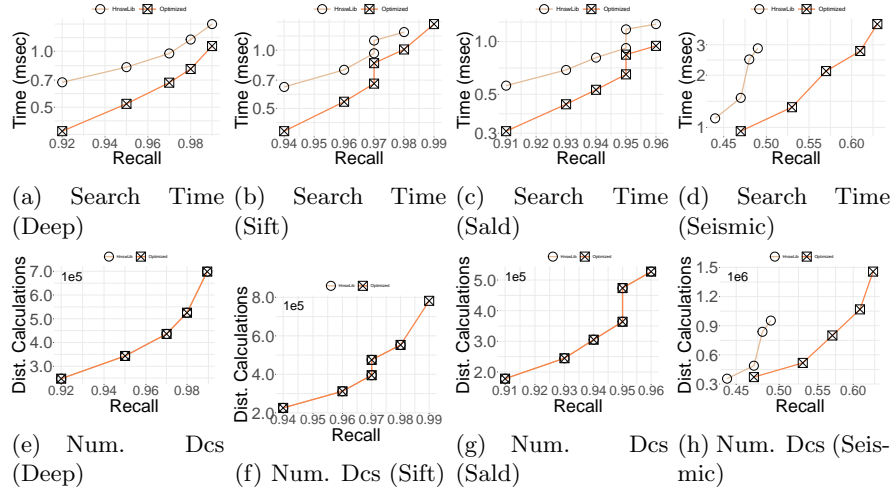 HnswLib Optimized
Time (msec)
1.0
0.7
0.5
0.92 0.94 0.96 0.98
Recall
(a) Search Time
(Deep)
HnswLib Optimized
Time (msec)
1.0
0.7
0.5
0.94 0.95 0.96 0.97 0.98 0.99
Recall
(b) Search Time
(Sift)
HnswLib Optimized
Time (msec)
1.0
0.5
0.3
0.91 0.92 0.93 0.94 0.95 0.96
Recall
(c) Search Time
(Sald)
HnswLib Optimized
Time (msec)
3
2
1
0.45 0.50 0.55 0.60
Recall
(d) Search Time
(Seismic)
HnswLib Optimized
Dist. Calculations
1e5
7.0
6.0
5.0
4.0
3.0
0.92 0.94 0.96 0.98
Recall
(e) Num. Dcs
(Deep)
HnswLib Optimized
Dist. Calculations
1e5
8.0
6.0
4.0
2.0
0.94 0.95 0.96 0.97 0.98 0.99
Recall
(f) Num. Dcs (Sift)
HnswLib Optimized
Dist. Calculations
1e5
5.0
4.0
3.0
2.0
0.91 0.92 0.93 0.94 0.95 0.96
Recall
(g) Num. Dcs
(Sald)
HnswLib Optimized
Dist. Calculations
1e6
1.5
1.2
0.9
0.6
0.3
0.45 0.50 0.55 0.60
Recall
(h) Num. Dcs (Seis-
mic)